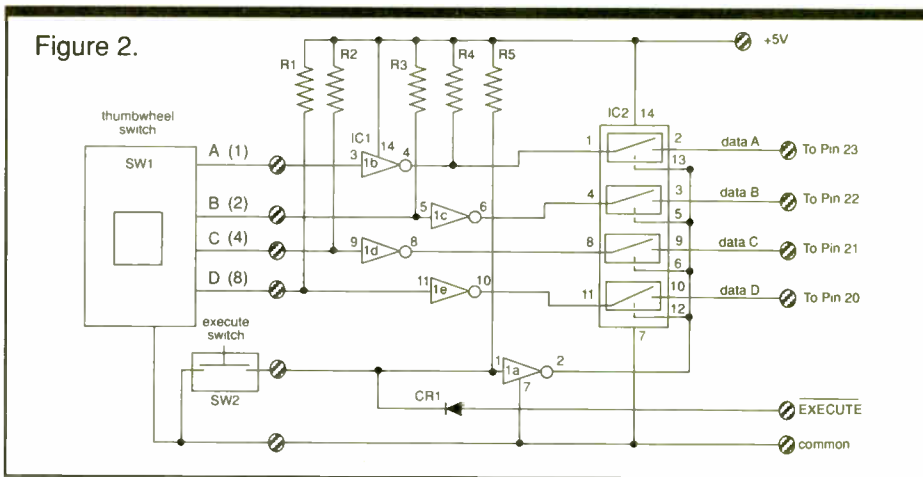 Figure 2.
+5V
R1 R2 R3 R4 R5
thumbwheel
switch
SW1
IC1
14
IC2 14
A (1) 3 1b 4 1 2 data A To Pin 23
13
B (2) 5 1c 6 4 3 data B To Pin 22
5
C (4) 9 1d 8 8 9 data C To Pin 21
6
D (8) 11 1e 10 11 10 data D To Pin 20
12
7
execute
switch
SW2
1 1a 2
7
CR1
EXECUTE
common